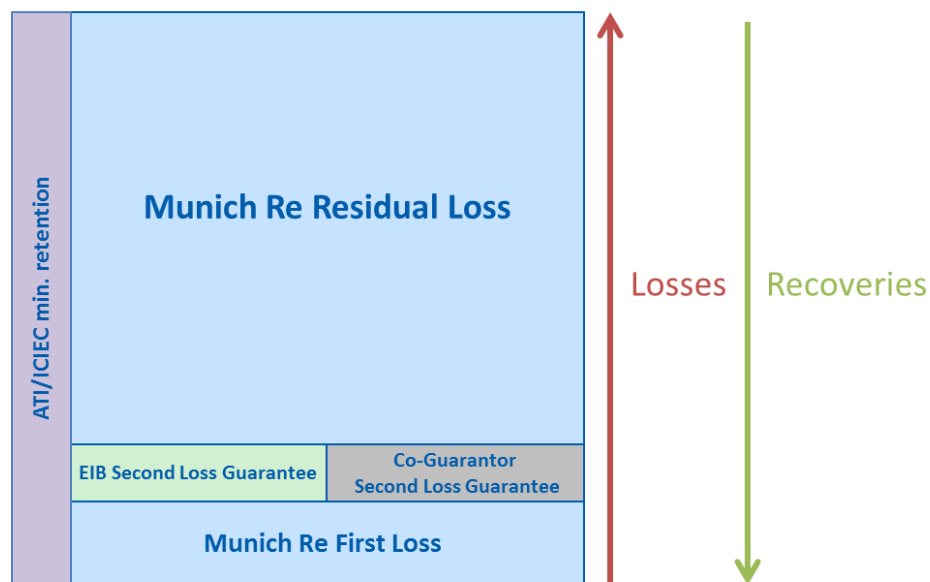 ATI/ICIEC min. retention
Munich Re Residual Loss
Losses
Recoveries
EIB Second Loss Guarantee
Co-Guarantor
Second Loss Guarantee
Munich Re First Loss